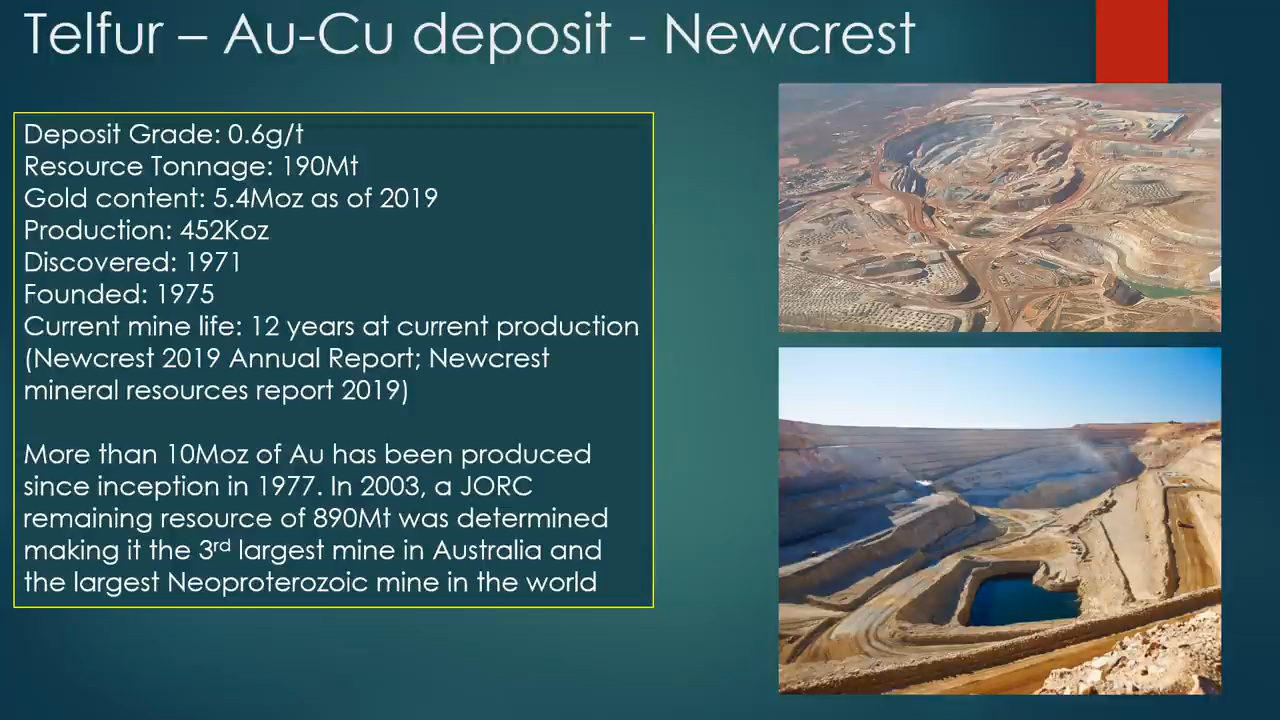 Telfur – Au-Cu deposit - Newcrest
Deposit Grade: 0.6g/t
Resource Tonnage: 190Mt
Gold content: 5.4Moz as of 2019
Production: 452Koz
Discovered: 1971
Founded: 1975
Current mine life: 12 years at current production
(Newcrest 2019 Annual Report; Newcrest
mineral resources report 2019)
More than 10Moz of Au has been produced
since inception in 1977. In 2003, a JORC
remaining resource of 890Mt was determined
making it the 3rd largest mine in Australia and
the largest Neoproterozoic mine in the world